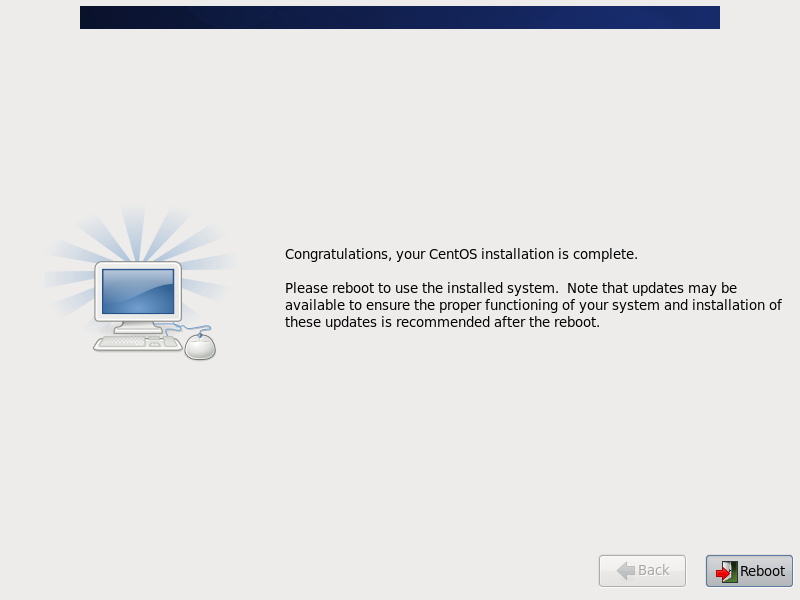 Congratulations, your CentOS installation is complete.
Please reboot to use the installed system.  Note that updates may be
available to ensure the proper functioning of your system and installation of
these updates is recommended after the reboot.
Back
Reboot